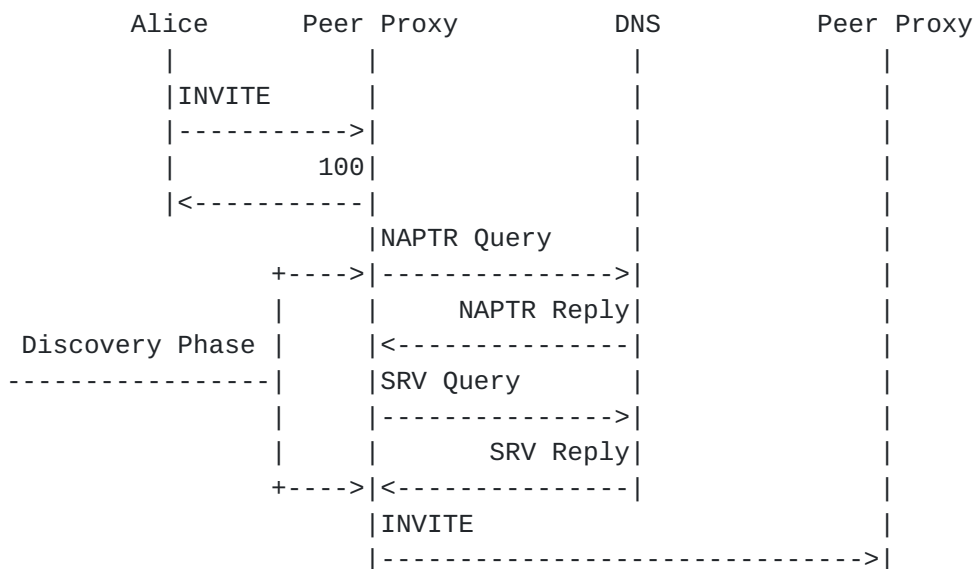 Alice      Peer Proxy          DNS            Peer Proxy
INVITE
100
NAPTR Query
NAPTR Reply
Discovery Phase
SRV Query
SRV Reply
INVITE